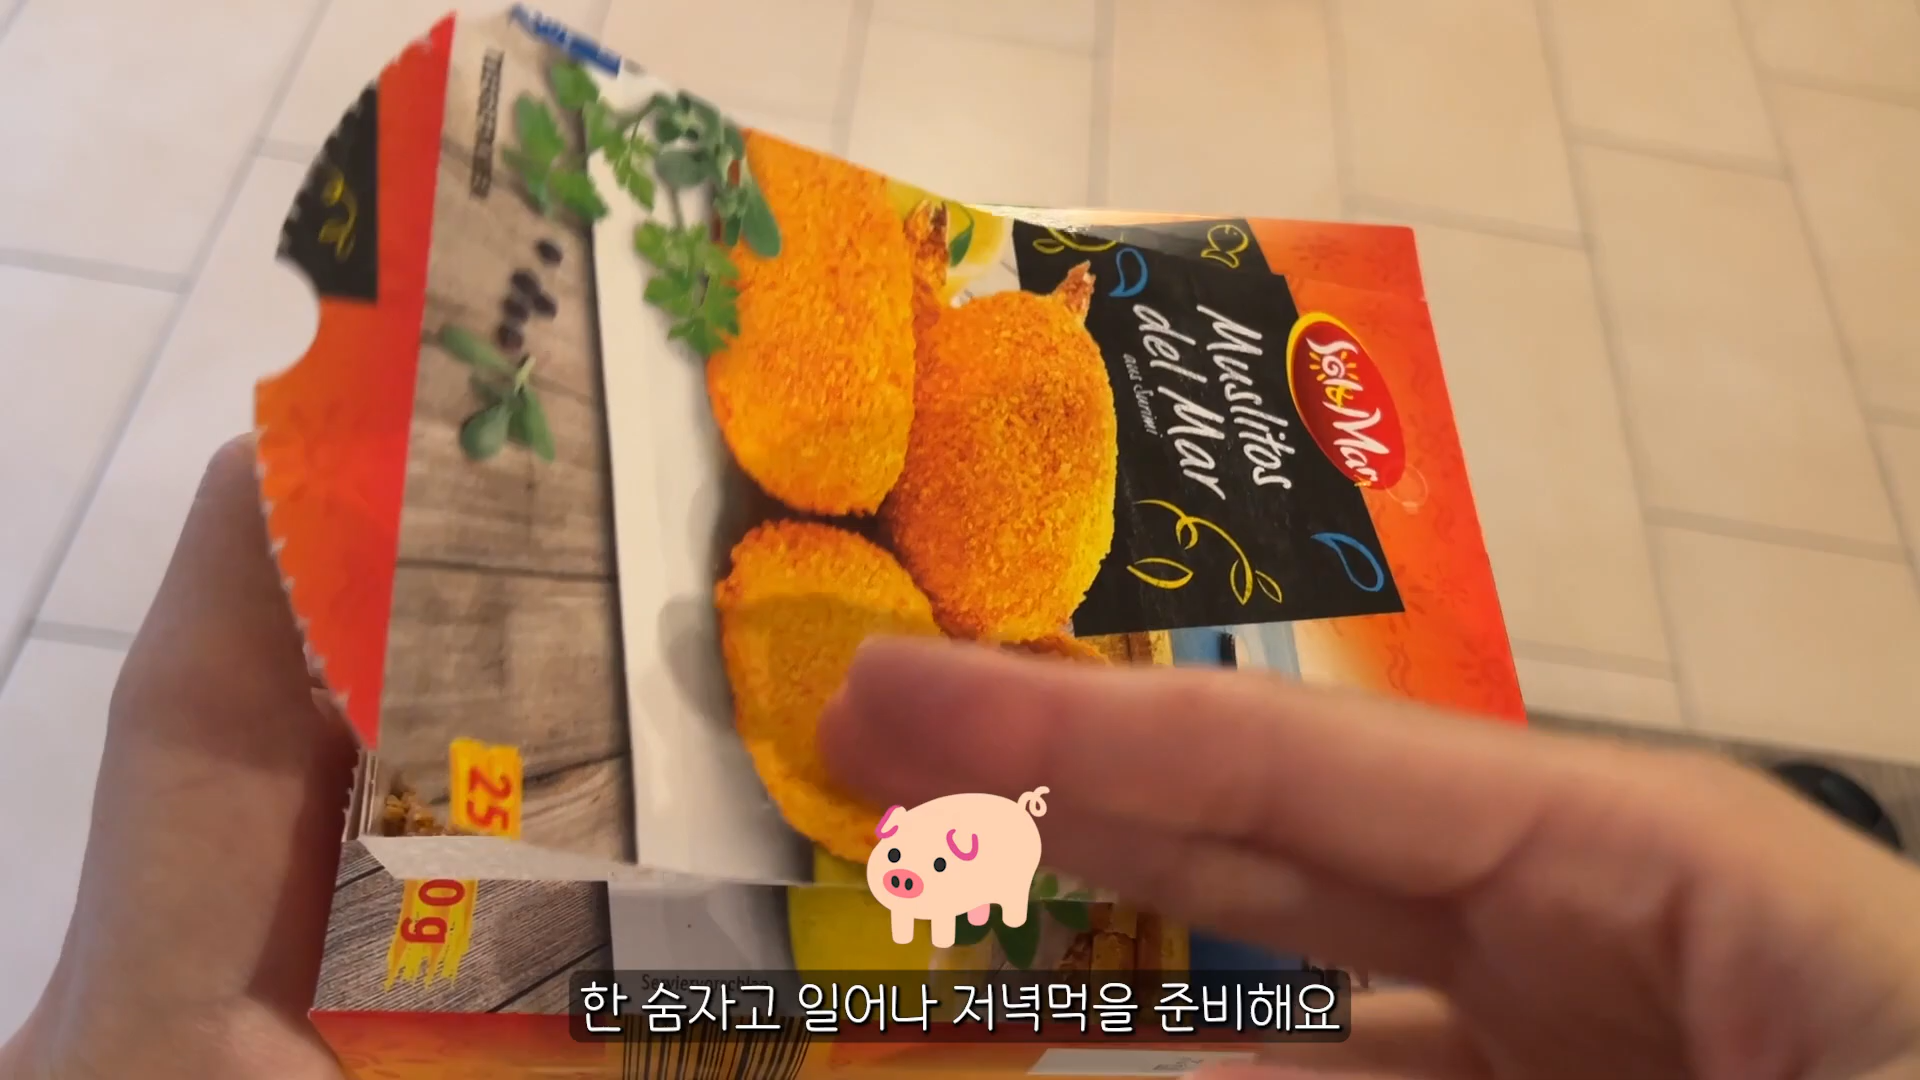 Sol&Mar
Muslitos
del Mar
aus Surimi
25
0g
Serviervorschlag
한 숨자고 일어나 저녁먹을 준비해요